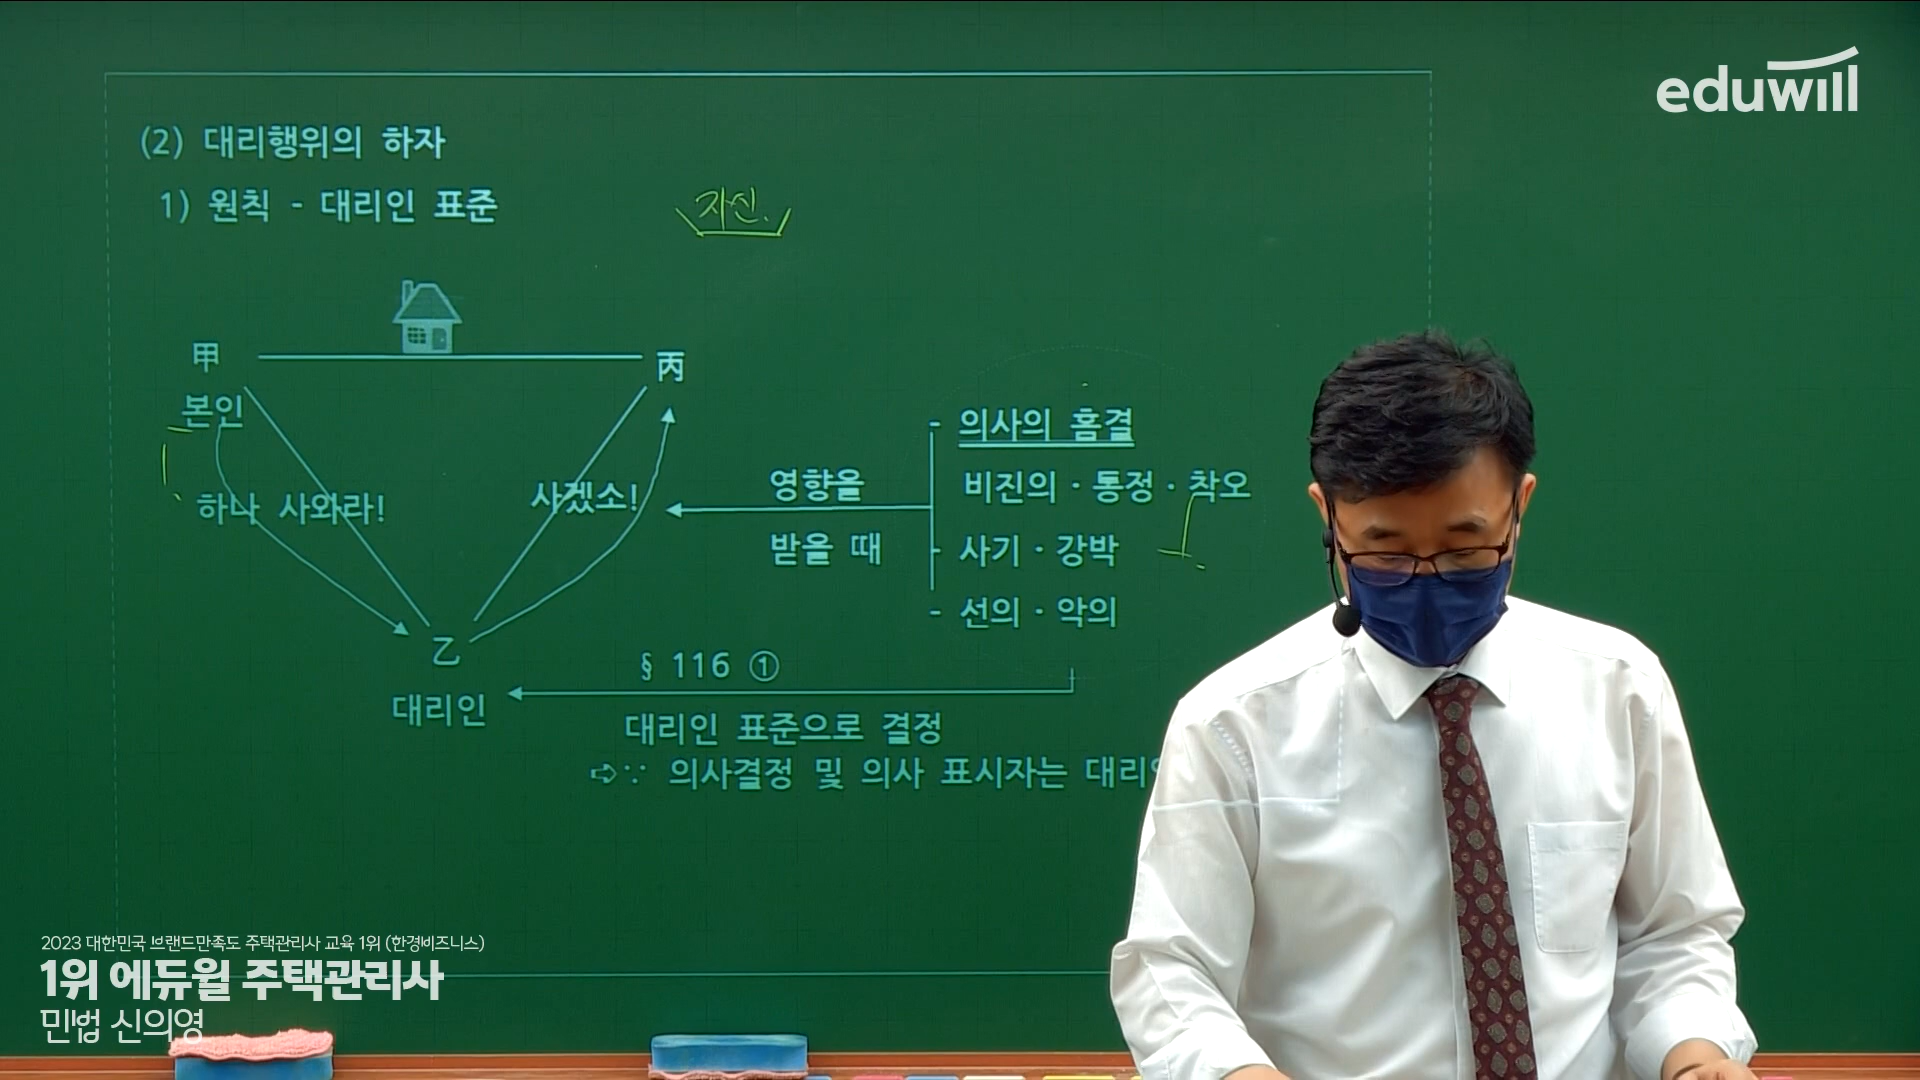 eduwill
(2) 대리행위의 하자
1) 원칙 - 대리인 표준
자신.
甲
丙
본인
하나 사와라!
사겠소!
영향을
받을 때
- 의사의 흠결
비진의 · 통정 · 착오
- 사기 · 강박
- 선의 · 악의
乙
대리인
§ 116 ①
대리인 표준으로 결정
➪∵ 의사결정 및 의사 표시자는 대리
2023 대한민국 브랜드만족도 주택관리사 교육 1위 (한경비즈니스)
1위 에듀윌 주택관리사
민법 신의영